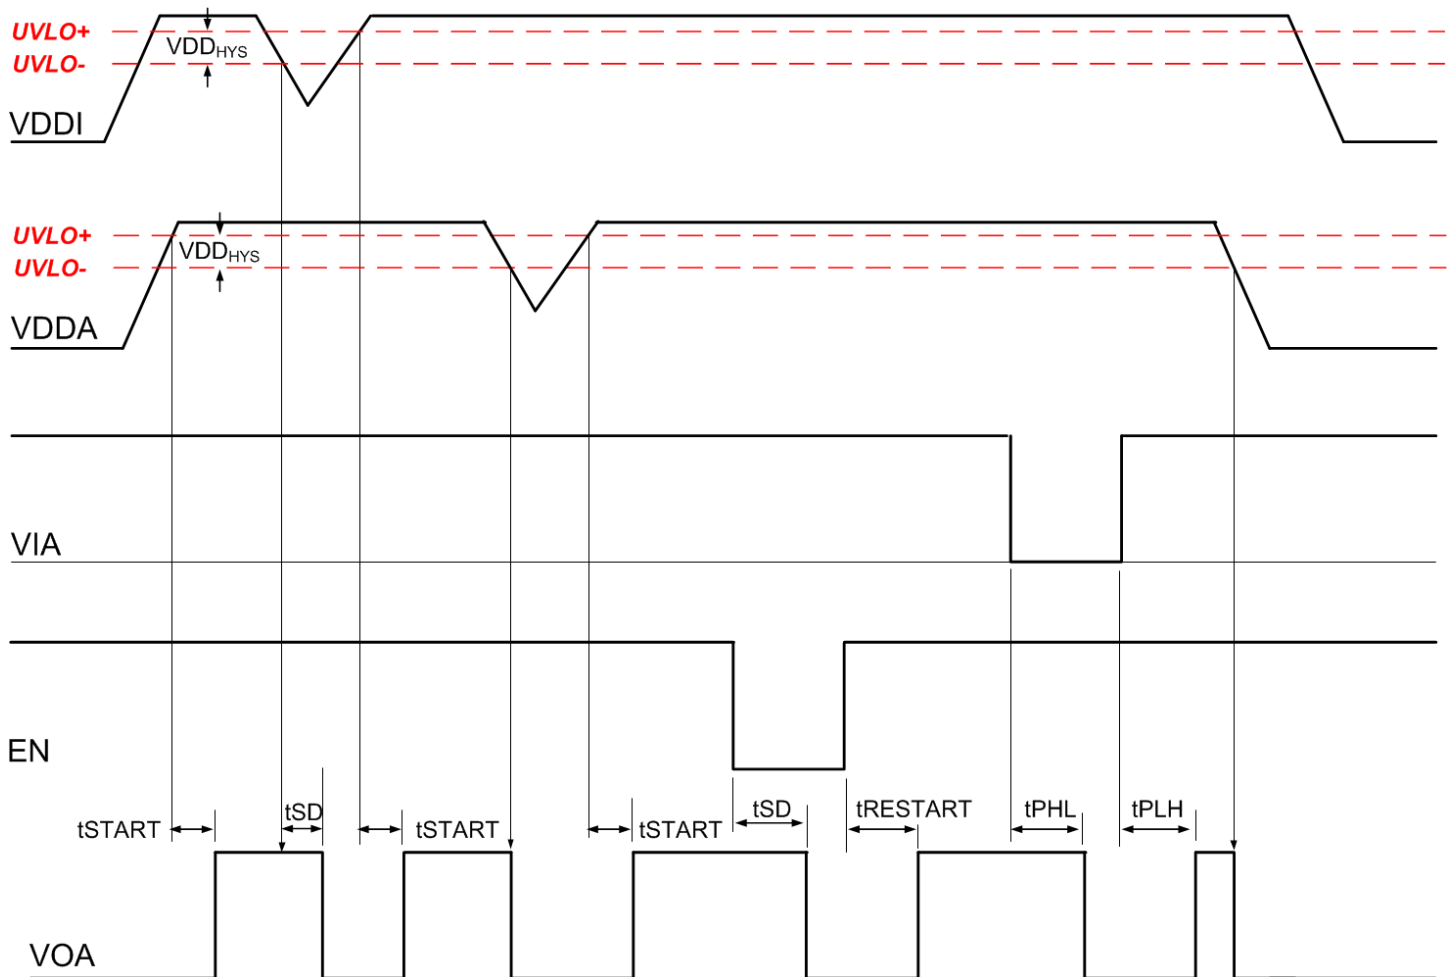 UVLO+
VDDHYS
UVLO-
VDDI
UVLO+
VDDHYS
UVLO-
VDDA
VIA
EN
tSTART
tSD
tSTART
tSTART
tSD
tRESTART
tPHL
tPLH
VOA